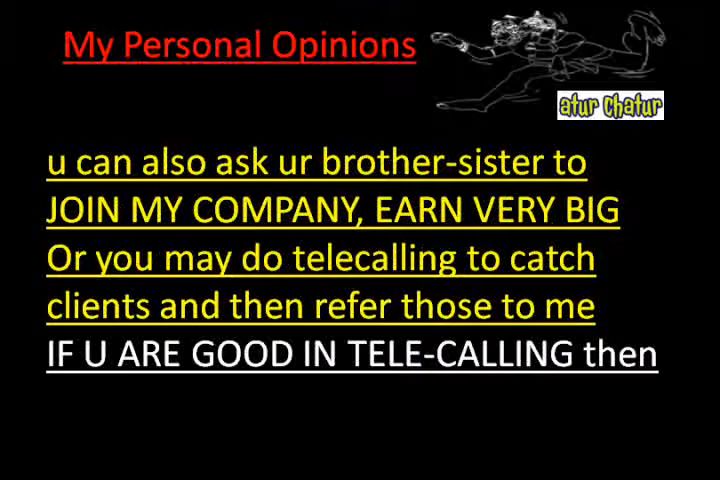 My Personal Opinions
atur Chatur
u can also ask ur brother-sister to
JOIN MY COMPANY, EARN VERY BIG
Or you may do telecalling to catch
clients and then refer those to me
IF U ARE GOOD IN TELE-CALLING then